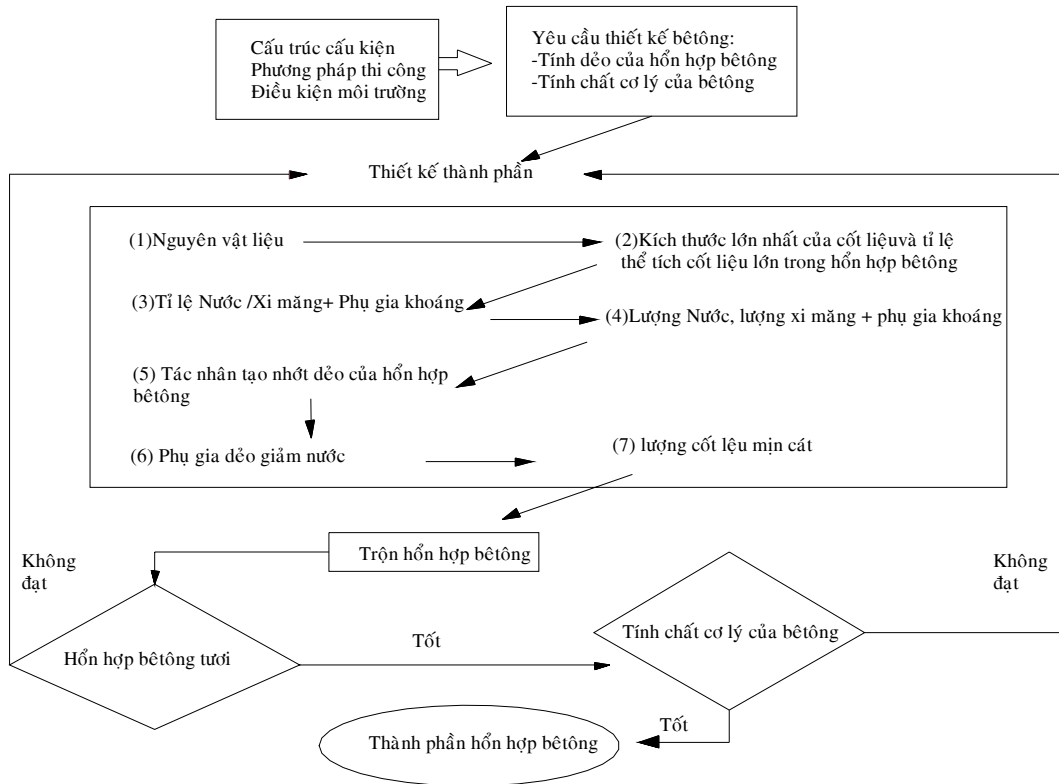 Cấu trúc cấu kiện
Phương pháp thi công
Điều kiện môi trường
Yêu cầu thiết kế bêtông:
-Tính dẻo của hổn hợp bêtông
-Tính chất cơ lý của bêtông
Thiết kế thành phần
(1)Nguyên vật liệu
(2)Kích thước lớn nhất của cốt liệuvà tỉ lệ
thể tích cốt liệu lớn trong hổn hợp bêtông
(3)Tỉ lệ Nước /Xi măng+ Phụ gia khoáng
(4)Lượng Nước, lượng xi măng + phụ gia khoáng
(5) Tác nhân tạo nhớt dẻo của hổn hợp
bêtông
(6) Phụ gia dẻo giảm nước
(7) lượng cốt lệu mịn cát
Trộn hổn hợp bêtông
Không
đạt
Không
đạt
Hổn hợp bêtông tươi
Tốt
Tính chất cơ lý của bêtông
Tốt
Thành phần hổn hợp bêtông